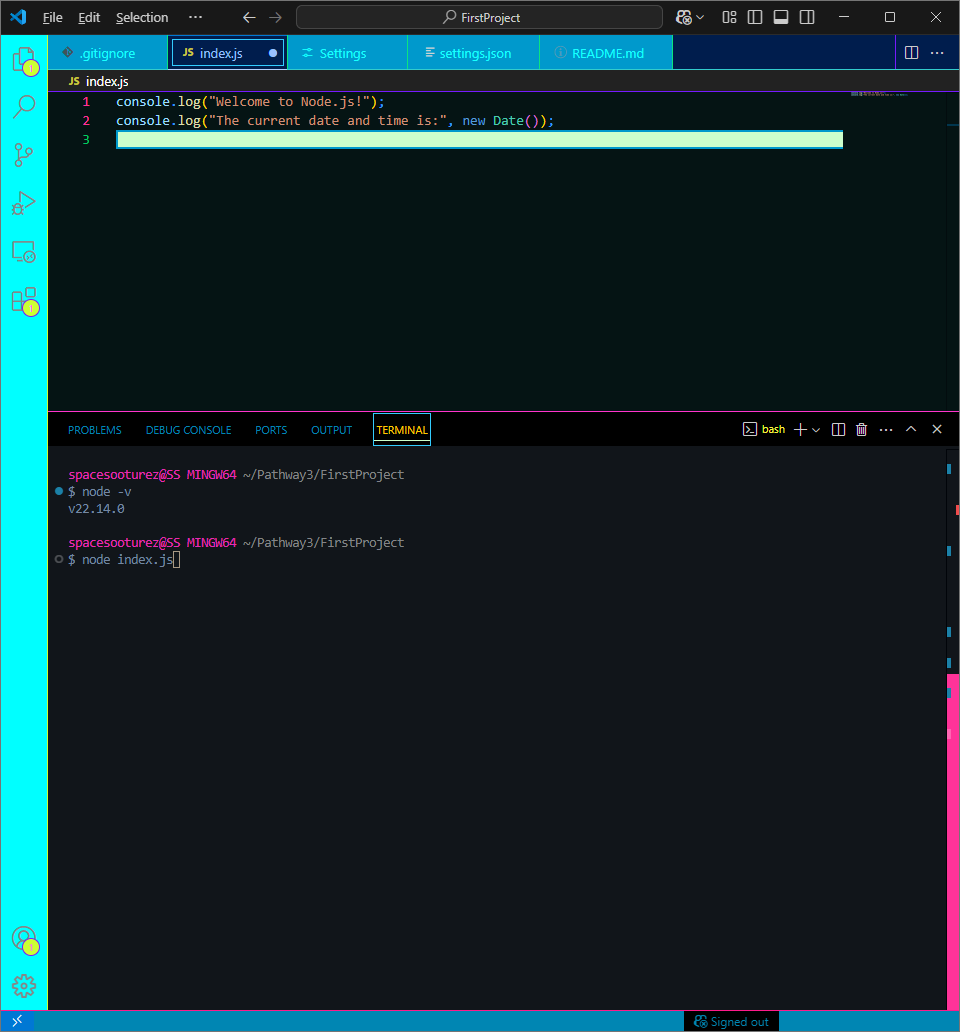 File Edit Selection ··· FirstProject
.gitignore JS index.js Settings settings.json README.md
JS index.js
1 console.log("Welcome to Node.js!");
2 console.log("The current date and time is:", new Date());
3
PROBLEMS DEBUG CONSOLE PORTS OUTPUT TERMINAL bash
spacesooturez@SS MINGW64 ~/Pathway3/FirstProject
$ node -v
v22.14.0
spacesooturez@SS MINGW64 ~/Pathway3/FirstProject
$ node index.js
1
1
1
Signed out